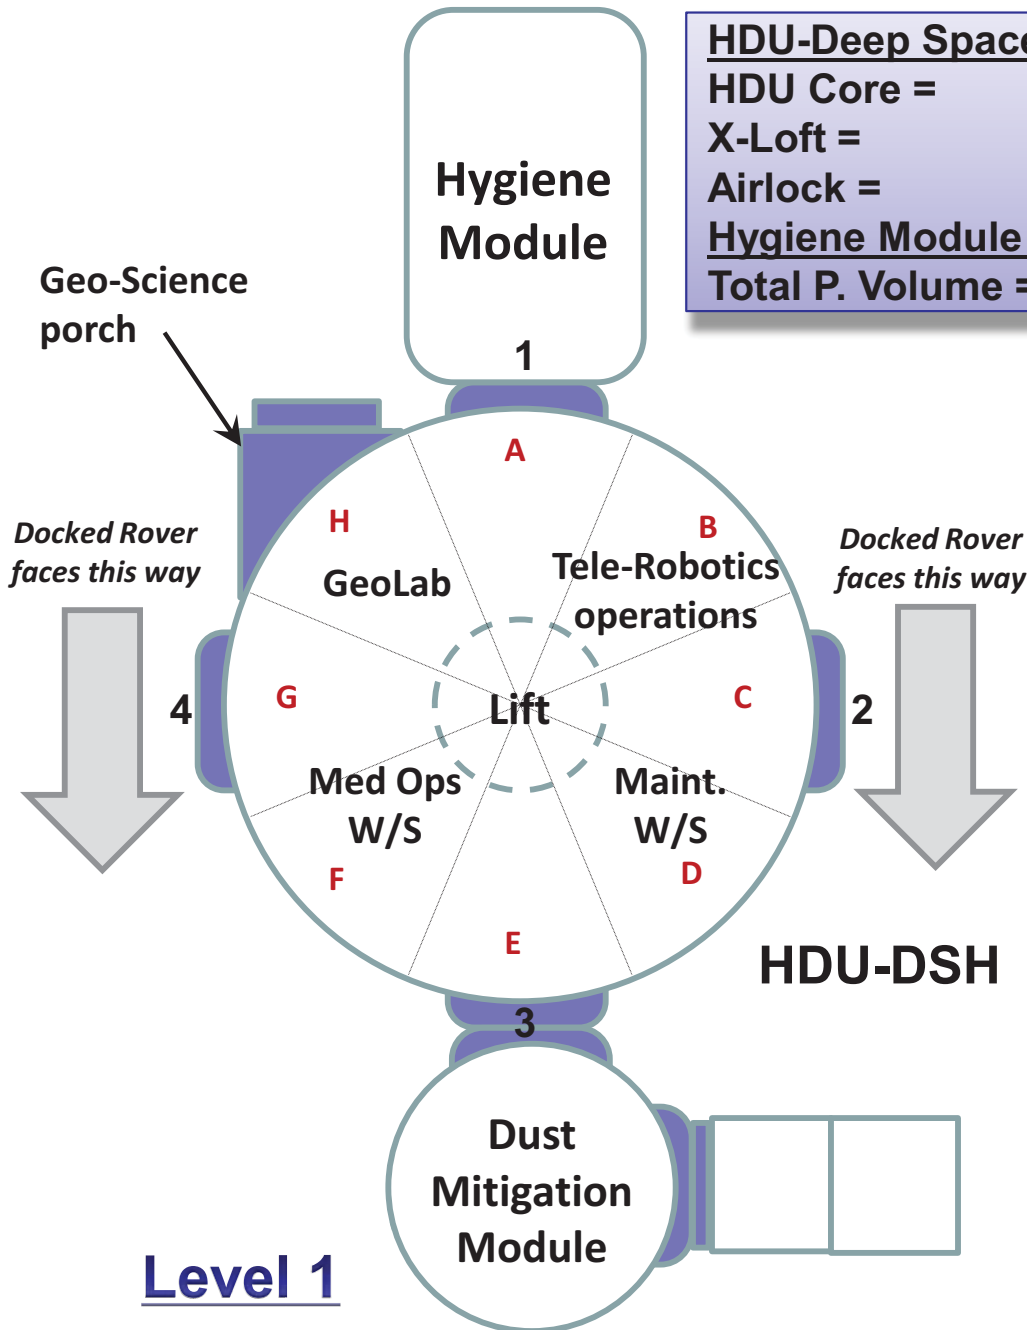 HDU-Deep Space
HDU Core =
X-Loft =
Airlock =
Hygiene Module
Total P. Volume =
Hygiene
Module
Geo-Science
porch
1
A
H
B
Docked Rover
faces this way
Docked Rover
faces this way
GeoLab
Tele-Robotics
operations
4
G
Lift
C
2
Med Ops
W/S
Maint.
W/S
F
D
E
HDU-DSH
3
Dust
Mitigation
Module
Level 1